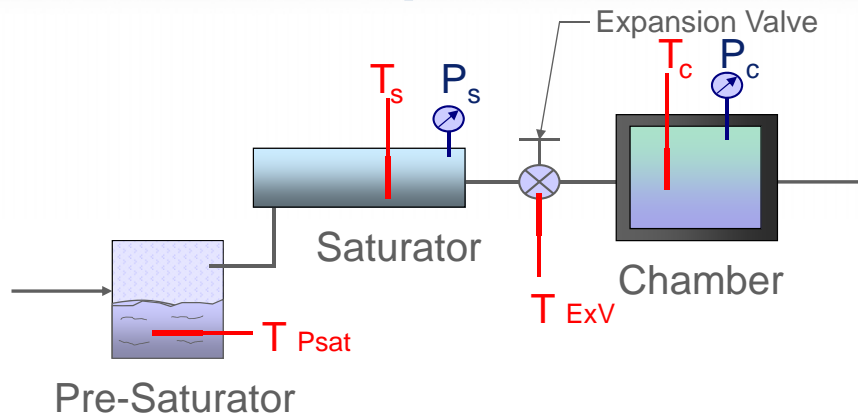 Expansion Valve
Ts
Ps
Tc
Pc
Saturator
Chamber
T ExV
T Psat
Pre-Saturator